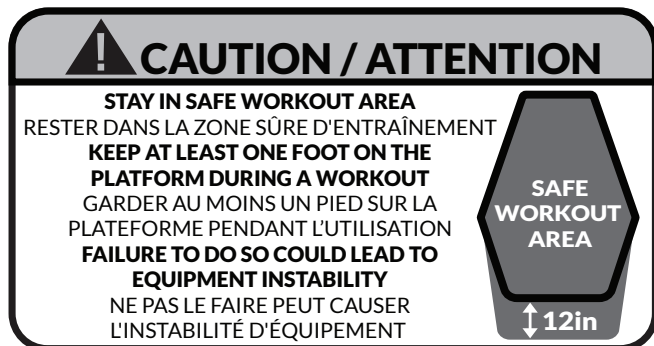 CAUTION / ATTENTION
STAY IN SAFE WORKOUT AREA
RESTER DANS LA ZONE SÛRE D'ENTRAÎNEMENT
KEEP AT LEAST ONE FOOT ON THE
PLATFORM DURING A WORKOUT
GARDER AU MOINS UN PIED SUR LA
PLATEFORME PENDANT L'UTILISATION
FAILURE TO DO SO COULD LEAD TO
EQUIPMENT INSTABILITY
NE PAS LE FAIRE PEUT CAUSER
L'INSTABILITÉ D'ÉQUIPEMENT
SAFE
WORKOUT
AREA
12in